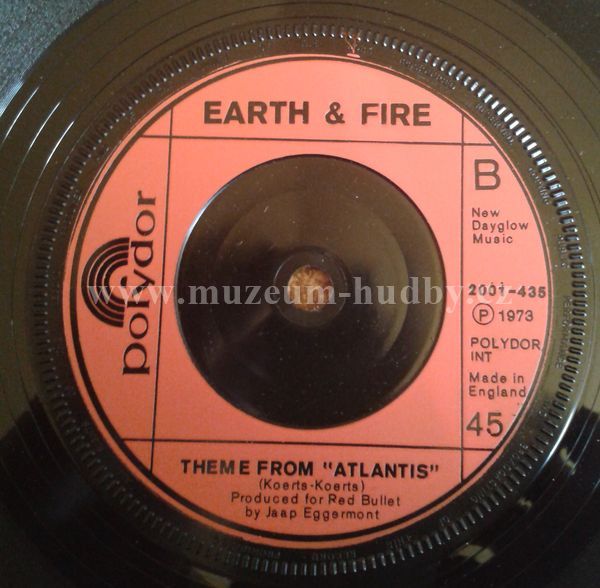 EARTH & FIRE
polydor
B
New
Dayglow
Music
2001-435
Ⓟ 1973
POLYDOR
INT
Made in
England
45
THEME FROM "ATLANTIS"
(Koerts-Koerts)
Produced for Red Bullet
by Jaap Eggermont
www.muzeum-hudby.cz